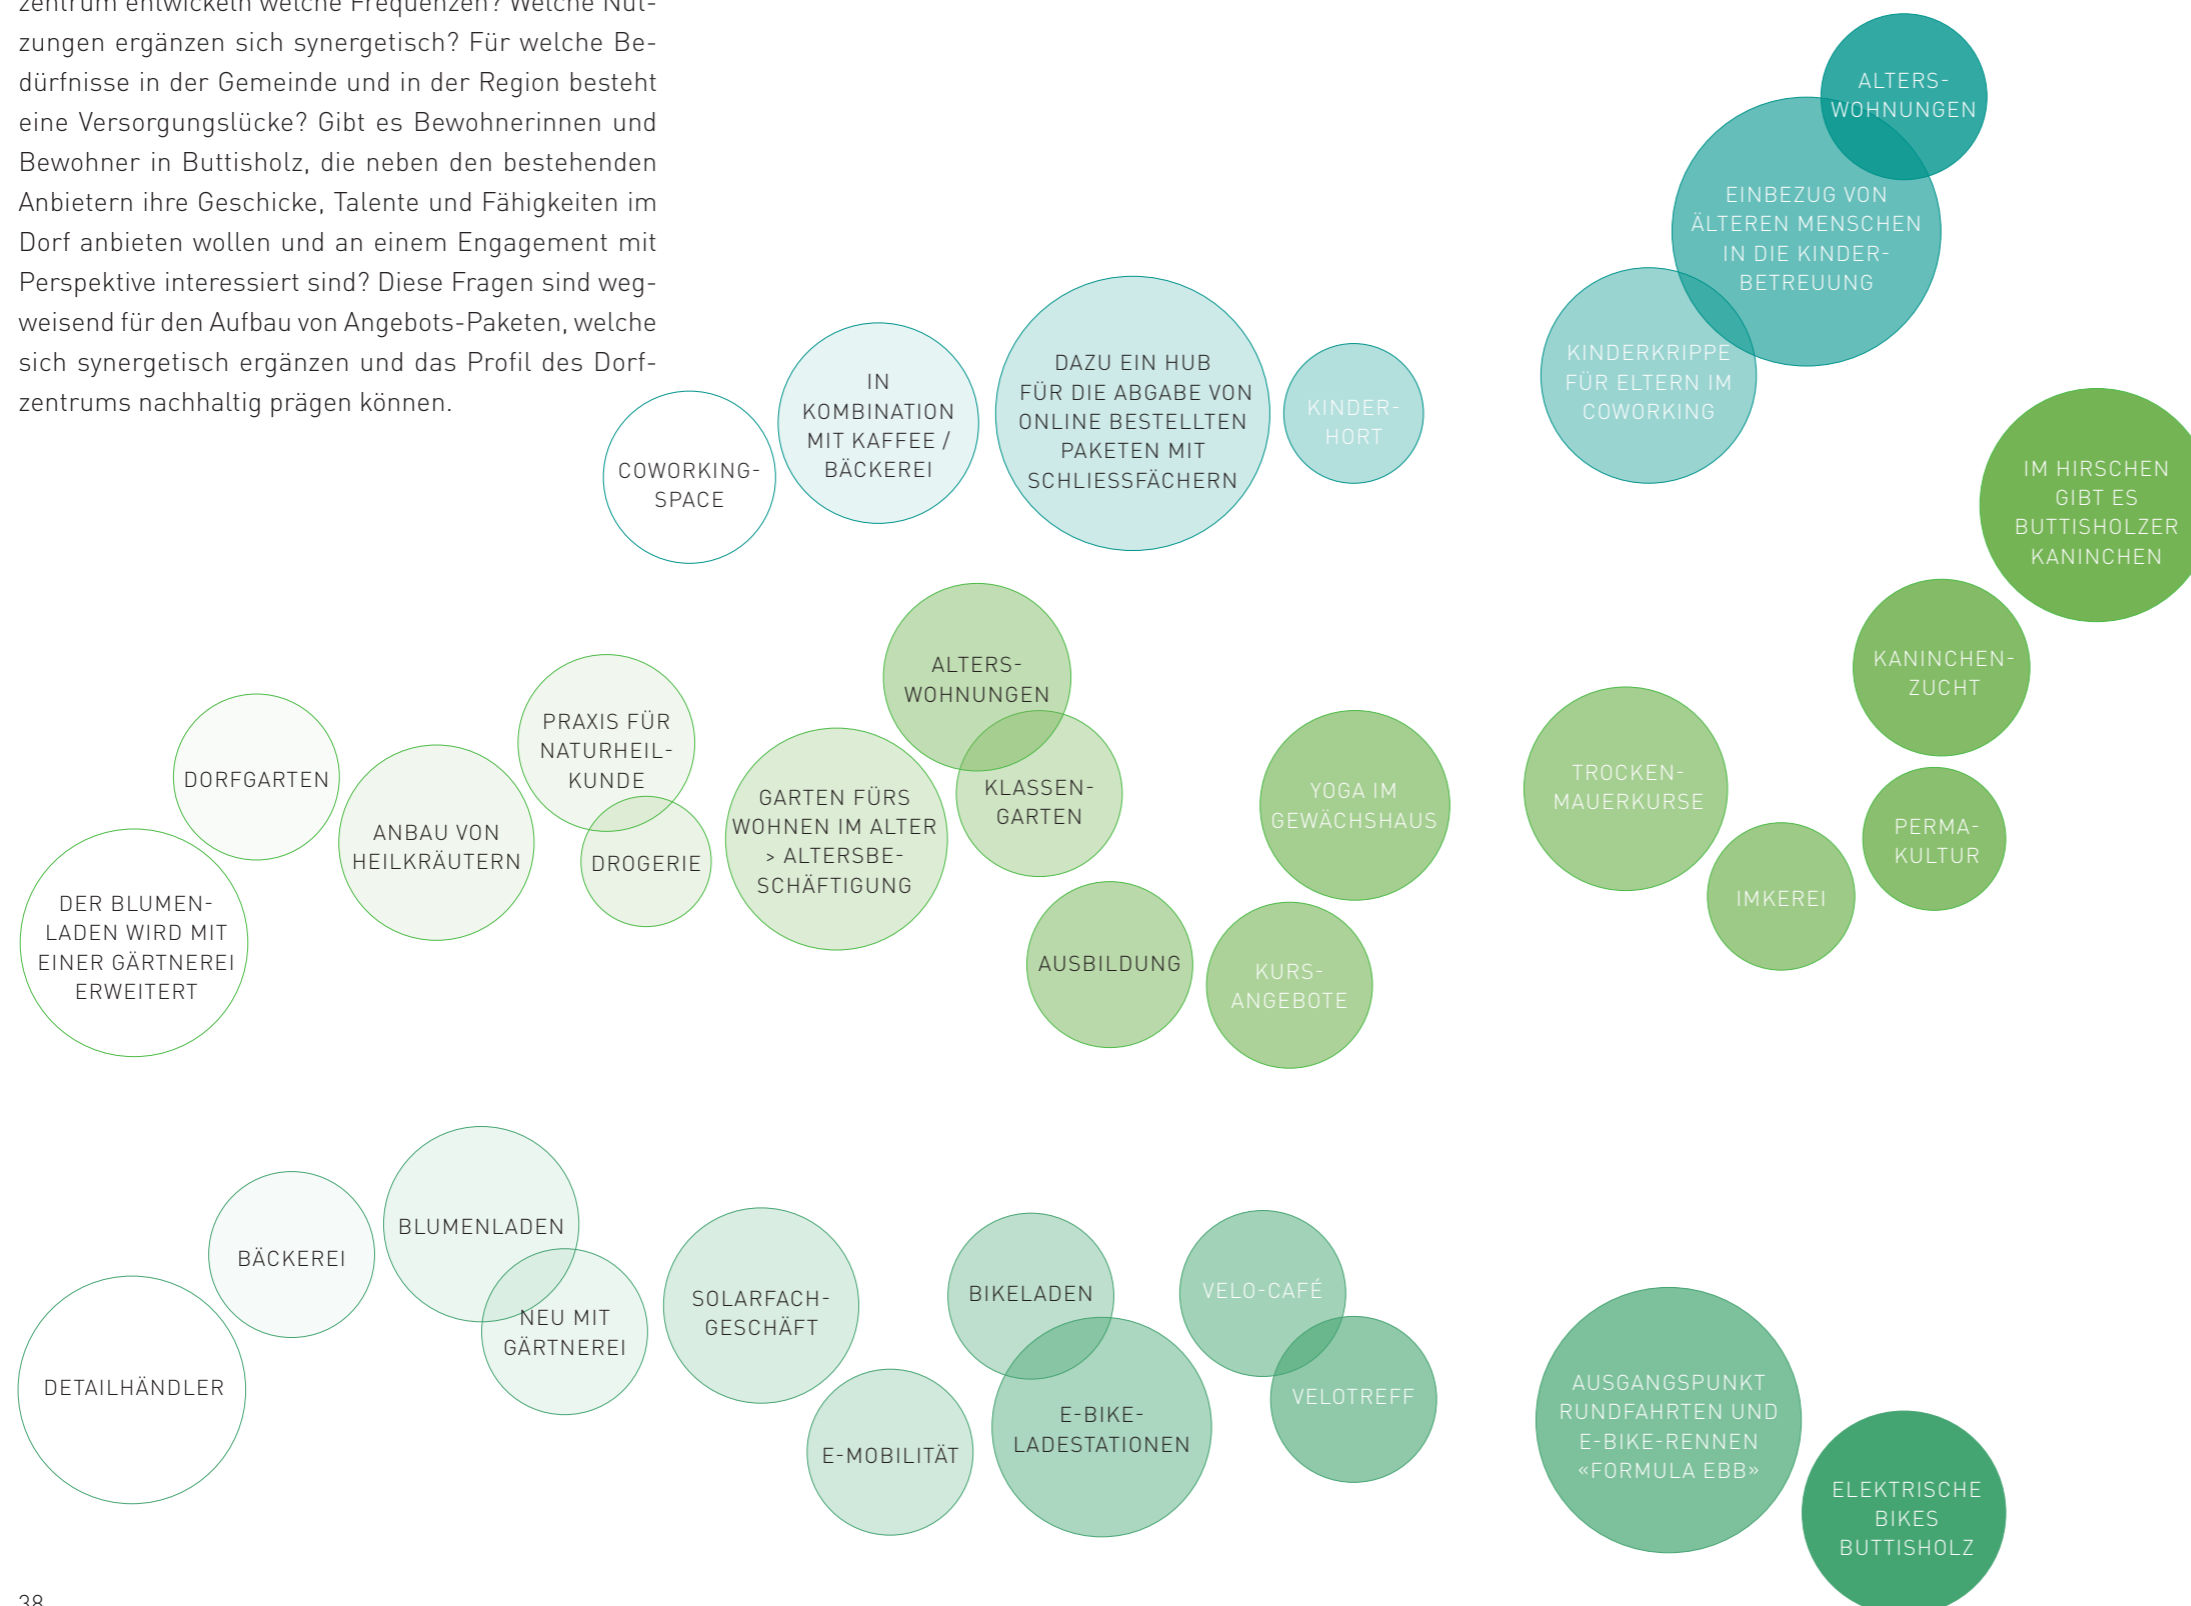 zentrum entwickeln welche Frequenzen? Welche Nut-
zungen ergänzen sich synergetisch? Für welche Be-
dürfnisse in der Gemeinde und in der Region besteht
eine Versorgungslücke? Gibt es Bewohnerinnen und
Bewohner in Buttisholz, die neben den bestehenden
Anbietern ihre Geschicke, Talente und Fähigkeiten im
Dorf anbieten wollen und an einem Engagement mit
Perspektive interessiert sind? Diese Fragen sind weg-
weisend für den Aufbau von Angebots-Paketen, welche
sich synergetisch ergänzen und das Profil des Dorf-
zentrums nachhaltig prägen können.
COWORKING-
SPACE
IN
KOMBINATION
MIT KAFFEE /
BÄCKEREI
DAZU EIN HUB
FÜR DIE ABGABE VON
ONLINE BESTELLTEN
PAKETEN MIT
SCHLIESSFÄCHERN
KINDER-
HORT
KINDERKRIPPE
FÜR ELTERN IM
COWORKING
EINBEZUG VON
ÄLTEREN MENSCHEN
IN DIE KINDER-
BETREUUNG
ALTERS-
WOHNUNGEN
DER BLUMEN-
LADEN WIRD MIT
EINER GÄRTNEREI
ERWEITERT
DORFGARTEN
ANBAU VON
HEILKRÄUTERN
PRAXIS FÜR
NATURHEIL-
KUNDE
DROGERIE
GARTEN FÜRS
WOHNEN IM ALTER
> ALTERSBE-
SCHÄFTIGUNG
ALTERS-
WOHNUNGEN
KLASSEN-
GARTEN
AUSBILDUNG
KURS-
ANGEBOTE
YOGA IM
GEWÄCHSHAUS
TROCKEN-
MAUERKURSE
IMKEREI
PERMA-
KULTUR
KANINCHEN-
ZUCHT
IM HIRSCHEN
GIBT ES
BUTTISHOLZER
KANINCHEN
DETAILHÄNDLER
BÄCKEREI
BLUMENLADEN
NEU MIT
GÄRTNEREI
SOLARFACH-
GESCHÄFT
E-MOBILITÄT
BIKELADEN
E-BIKE-
LADESTATIONEN
VELO-CAFÉ
VELOTREFF
AUSGANGSPUNKT
RUNDFAHRTEN UND
E-BIKE-RENNEN
«FORMULA EBB»
ELEKTRISCHE
BIKES
BUTTISHOLZ
38